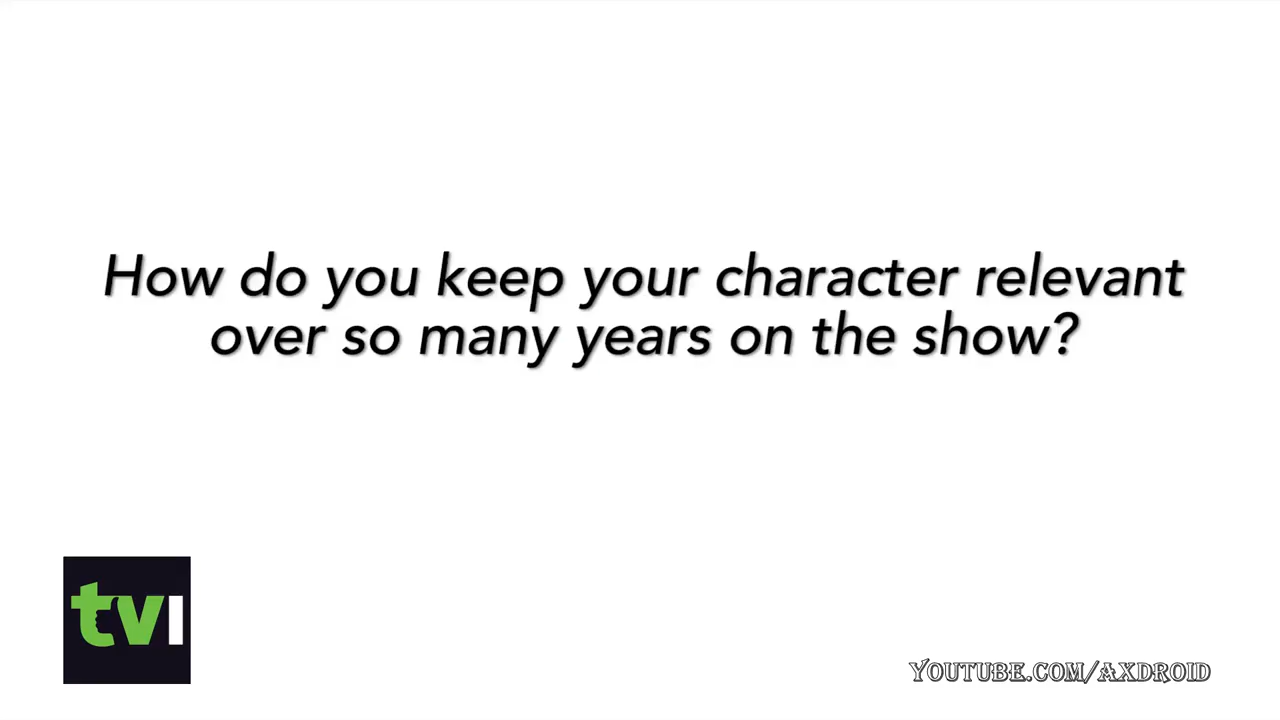 How do you keep your character relevant
over so many years on the show?
tvI
YOUTUBE.COM/AXDROID